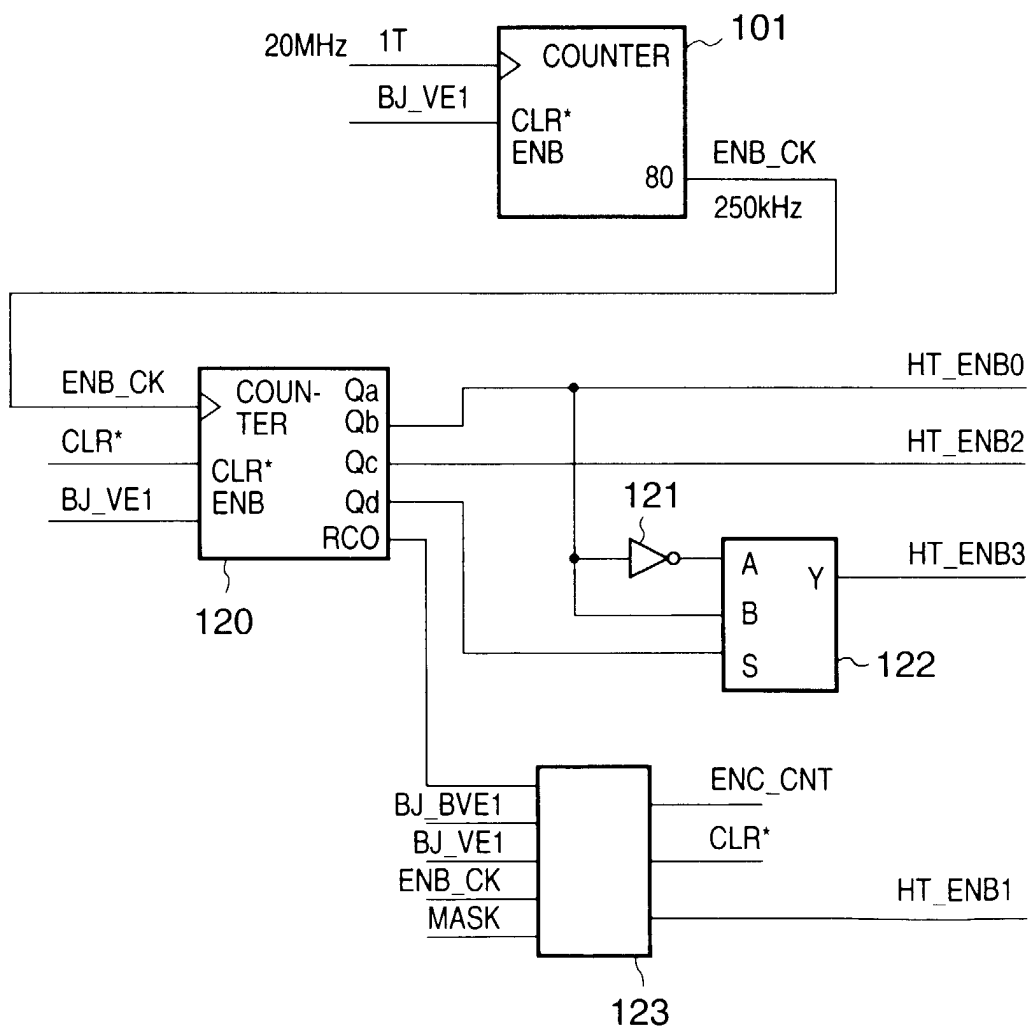 101
20MHz 1T
COUNTER
BJ_VE1
CLR*
ENB
80
ENB_CK
250kHz
ENB_CK
COUN-
TER
Qa
Qb
CLR*
CLR*
Qc
BJ_VE1
ENB
Qd
RCO
120
HT_ENB0
HT_ENB2
121
HT_ENB3
A
Y
B
S
122
ENC_CNT
BJ_BVE1
BJ_VE1
CLR*
ENB_CK
HT_ENB1
MASK
123